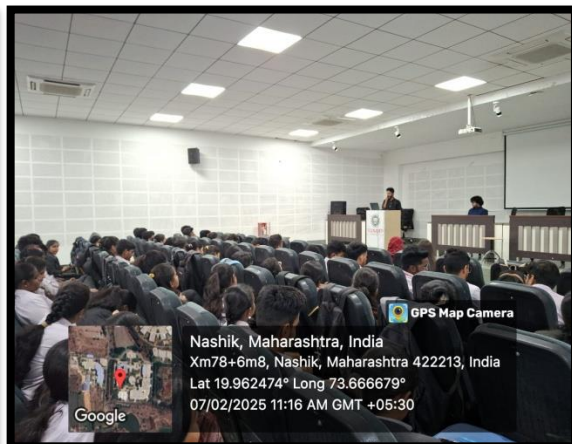 GPS Map Camera
Nashik, Maharashtra, India
Xm78+6m8, Nashik, Maharashtra 422213, India
Lat 19.962474° Long 73.666679°
07/02/2025 11:16 AM GMT +05:30
Google